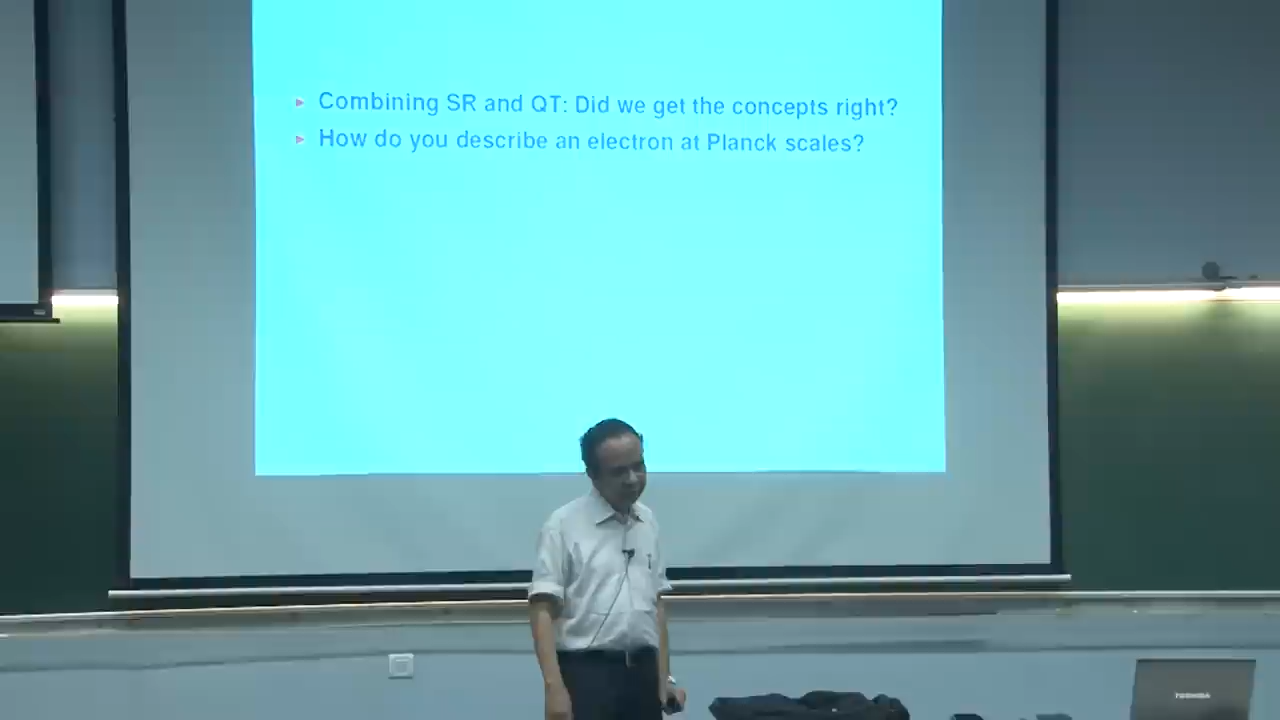 Combining SR and QT: Did we get the concepts right?
How do you describe an electron at Planck scales?
TOSHIBA